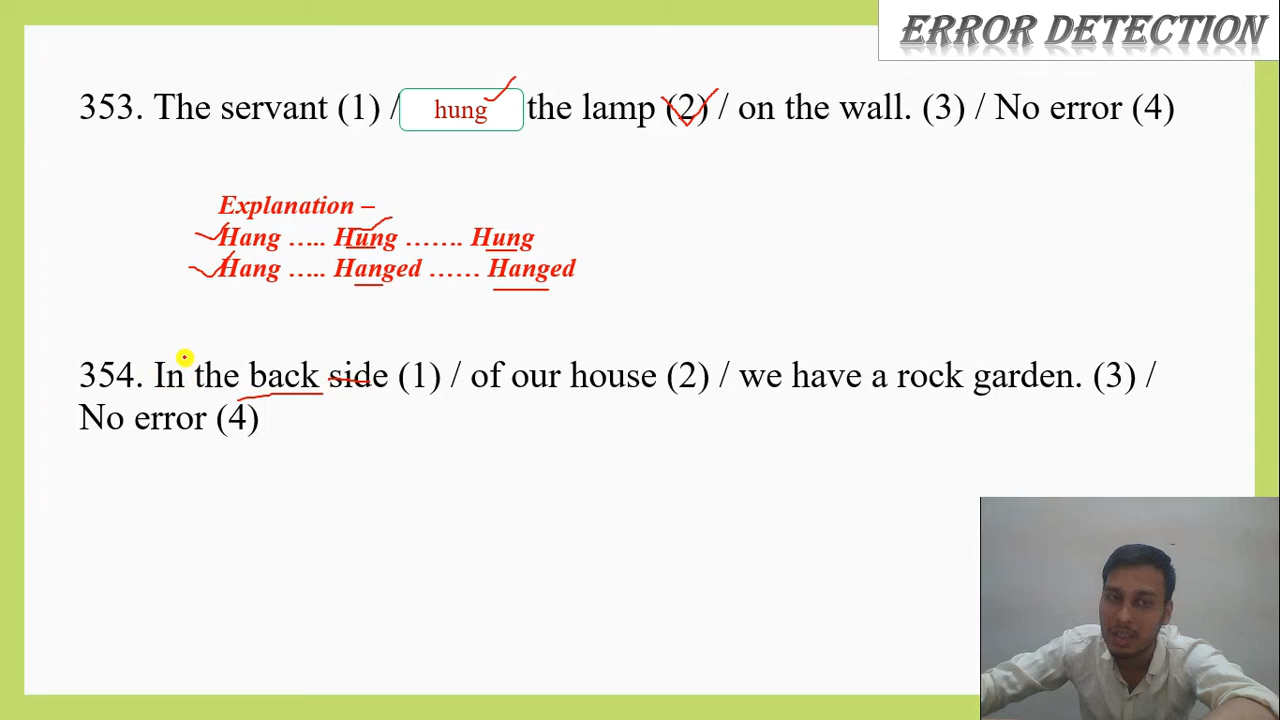 ERROR DETECTION
353. The servant (1) / hung the lamp (2) / on the wall. (3) / No error (4)
Explanation –
Hang ….. Hung ……. Hung
Hang ….. Hanged …… Hanged
354. In the back side (1) / of our house (2) / we have a rock garden. (3) /
No error (4)